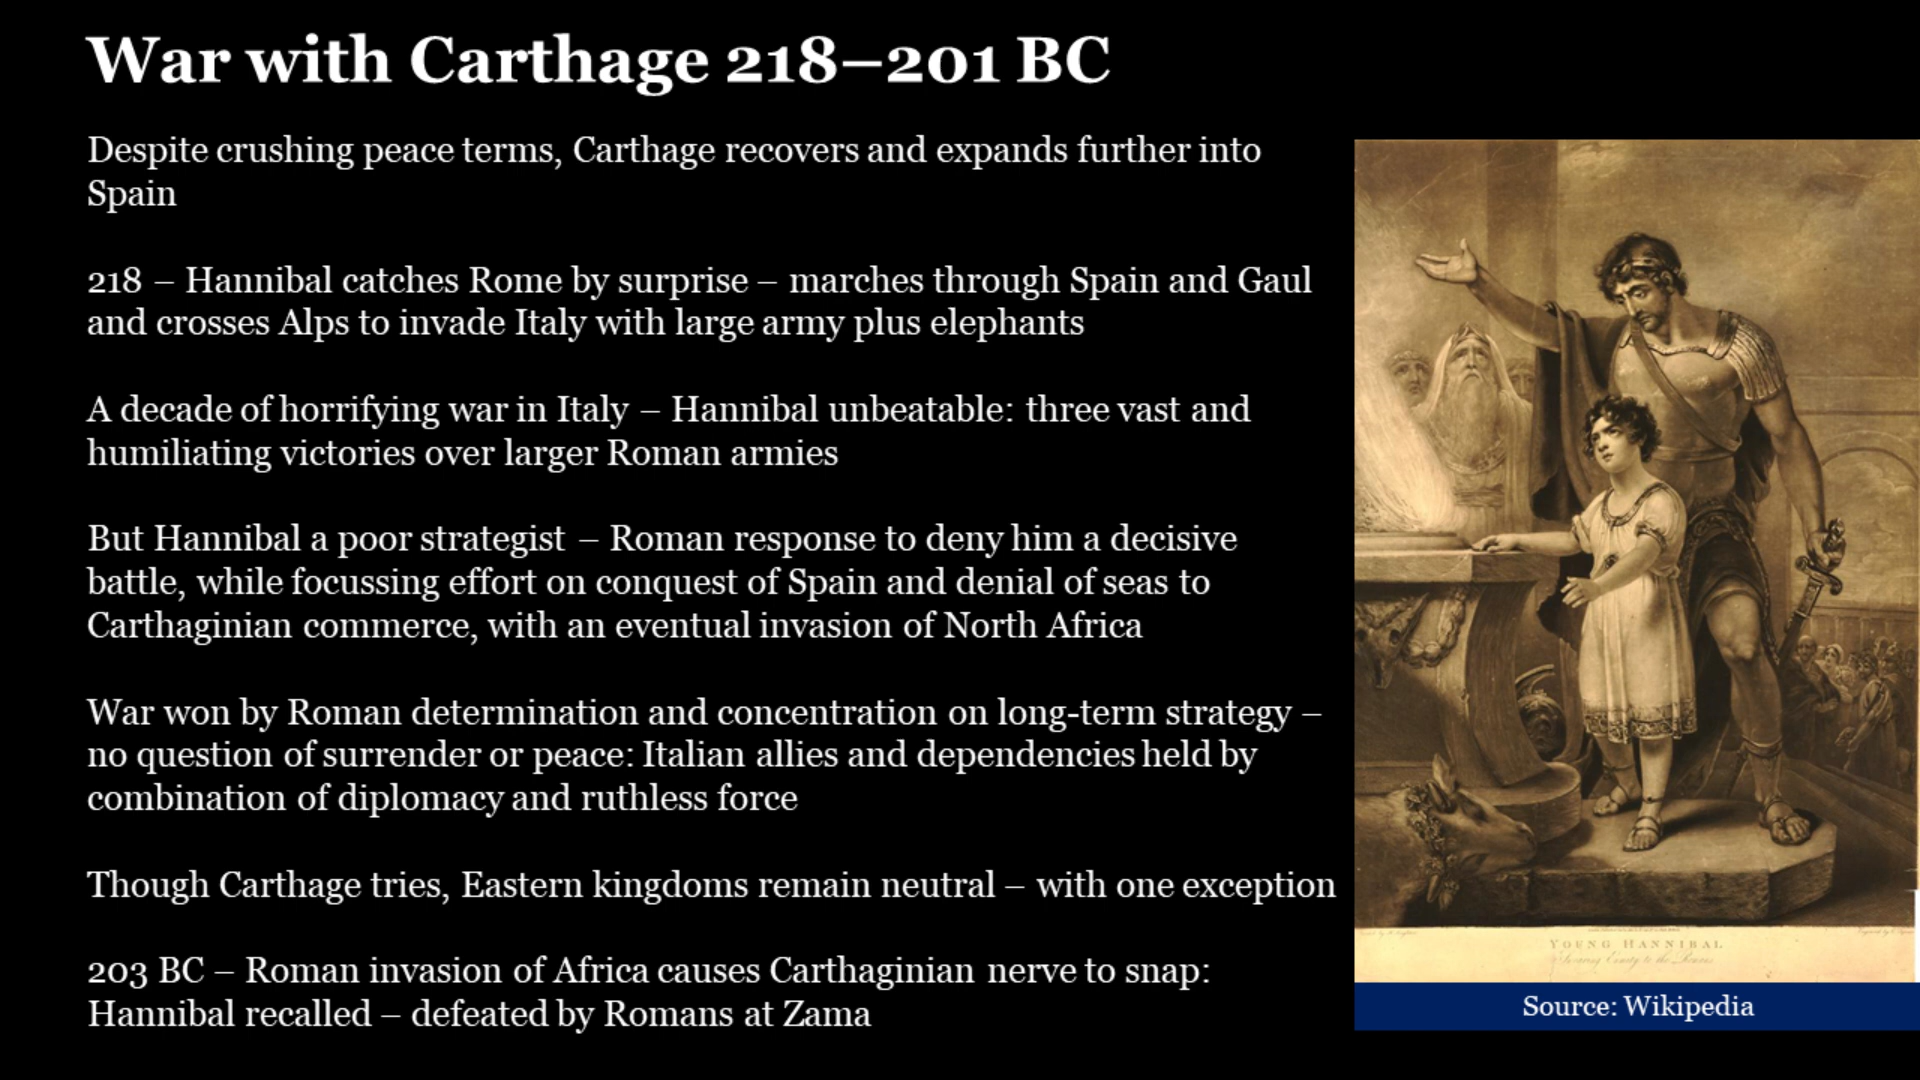 War with Carthage 218–201 BC
Despite crushing peace terms, Carthage recovers and expands further into
Spain
218 – Hannibal catches Rome by surprise – marches through Spain and Gaul
and crosses Alps to invade Italy with large army plus elephants
A decade of horrifying war in Italy – Hannibal unbeatable: three vast and
humiliating victories over larger Roman armies
But Hannibal a poor strategist – Roman response to deny him a decisive
battle, while focussing effort on conquest of Spain and denial of seas to
Carthaginian commerce, with an eventual invasion of North Africa
War won by Roman determination and concentration on long-term strategy –
no question of surrender or peace: Italian allies and dependencies held by
combination of diplomacy and ruthless force
Though Carthage tries, Eastern kingdoms remain neutral – with one exception
203 BC – Roman invasion of Africa causes Carthaginian nerve to snap:
Hannibal recalled – defeated by Romans at Zama
YOUNG HANNIBAL
Swearing Enmity to the Romans
Source: Wikipedia